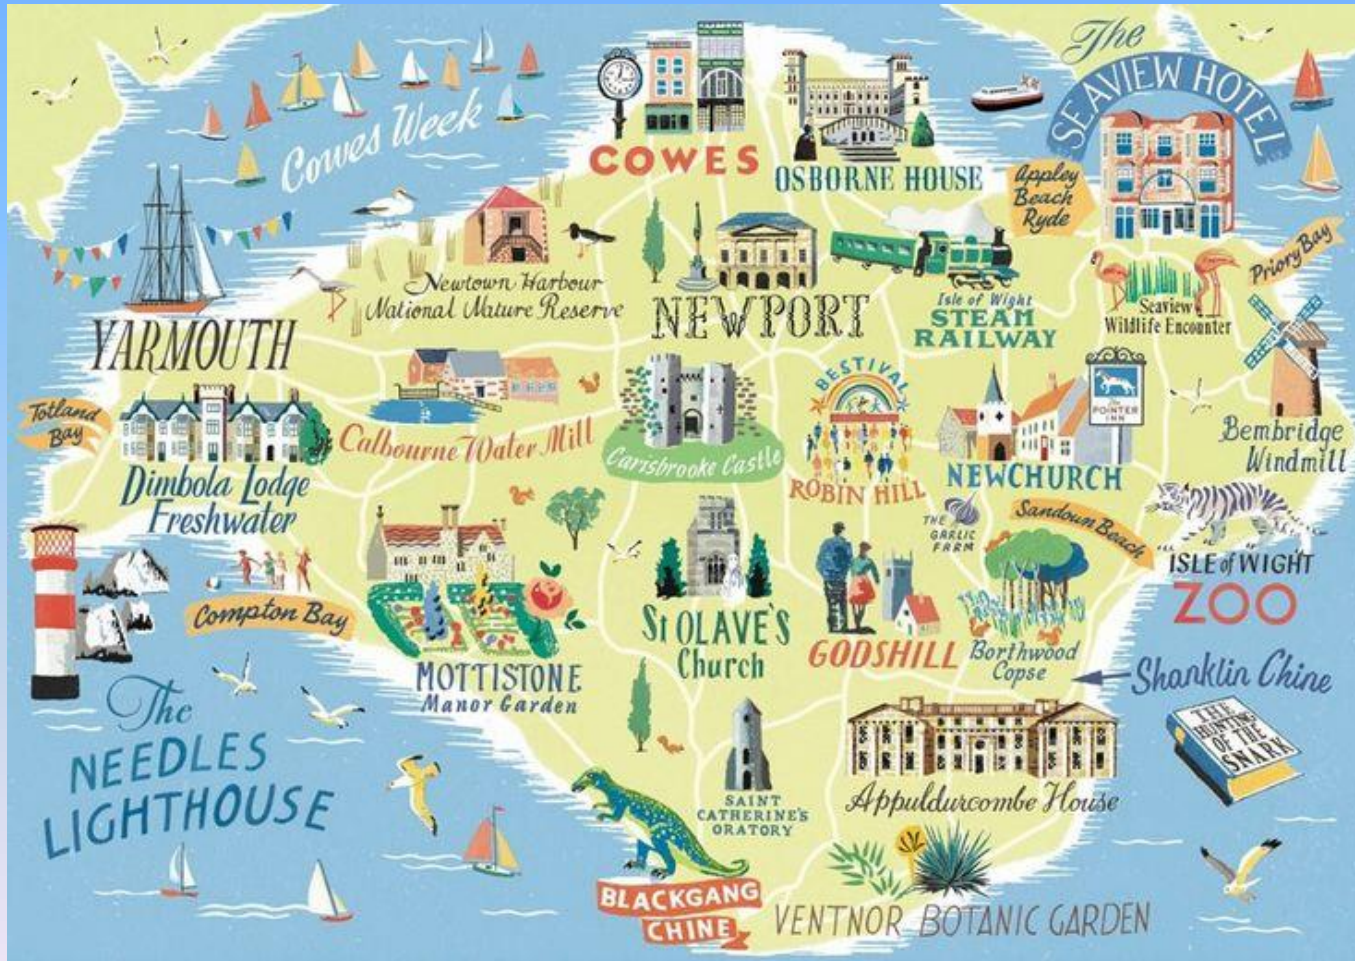 The
SEAVIEW HOTEL
Cowes Week
COWES
OSBORNE HOUSE
Appley
Beach
Ryde
Priory Bay
Newtown Harbour
National Nature Reserve
NEWPORT
Isle of Wight
STEAM
RAILWAY
Seaview
Wildlife Encounter
YARMOUTH
Totland
Bay
Dimbola Lodge
Freshwater
Calbourne Water Mill
Carisbrooke Castle
BESTIVAL
ROBIN HILL
POINTER
INN
NEWCHURCH
Bembridge
Windmill
THE
GARLIC
FARM
Sandoun Beach
ISLE of WIGHT
ZOO
Compton Bay
MOTTISTONE
Manor Garden
St OLAVE'S
Church
GODSHILL
Borthwood
Copse
Shanklin Chine
The
NEEDLES
LIGHTHOUSE
THE
HUNTING
OF THE
SNARK
SAINT
CATHERINE'S
ORATORY
Appuldurcombe House
BLACKGANG
CHINE
VENTNOR BOTANIC GARDEN